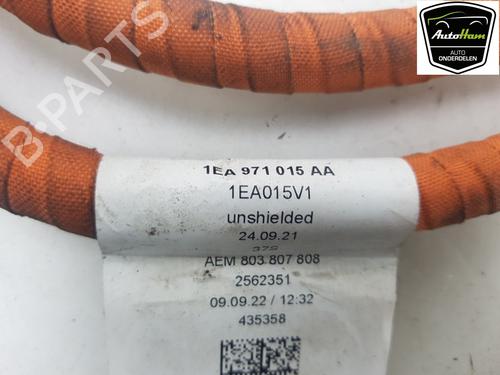 AutoHam
AUTO
ONDERDELEN
B-PARTS
1EA 971 015 AA
1EA015V1
unshielded
24.09.21
379
AEM 803 807 808
2562351
09.09.22 / 12:32
435358